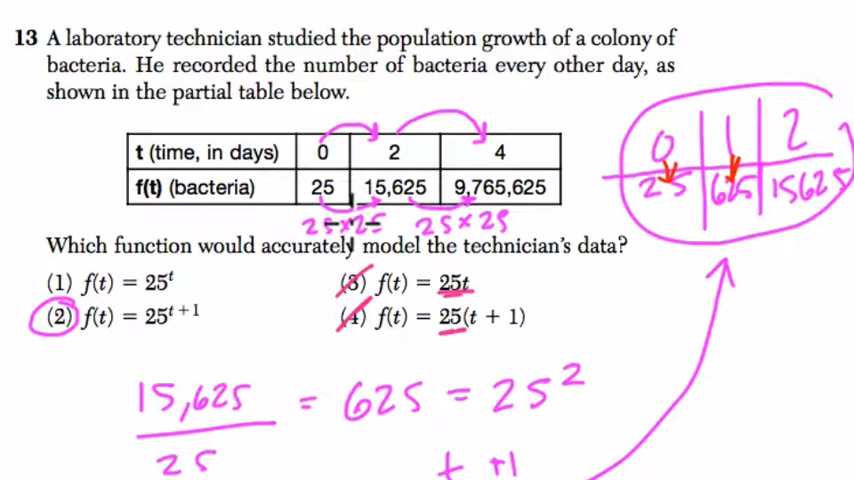 13 A laboratory technician studied the population growth of a colony of
bacteria. He recorded the number of bacteria every other day, as
shown in the partial table below.
0 1 2
25 625 15625
t (time, in days) 0 2 4
f(t) (bacteria) 25 15,625 9,765,625
25×25 25×25
Which function would accurately model the technician's data?
(1) f(t) = 25^t (3) f(t) = 25t
(2) f(t) = 25^{t + 1} (4) f(t) = 25(t + 1)
15,625 = 625 = 25²
25
t +1